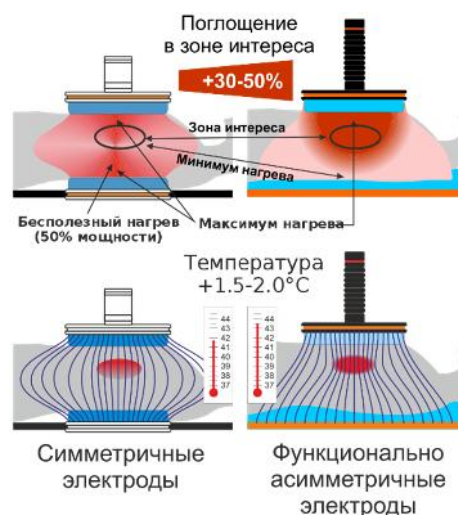 Поглощение
в зоне интереса
+30-50%
Зона интереса
Минимум нагрева
Бесполезный нагрев
(50% мощности)
Максимум нагрева
Температура
+1.5-2.0°C
44
43
42
41
40
39
38
37
44
43
42
41
40
39
38
37
Симметричные
электроды
Функционально
асимметричные
электроды